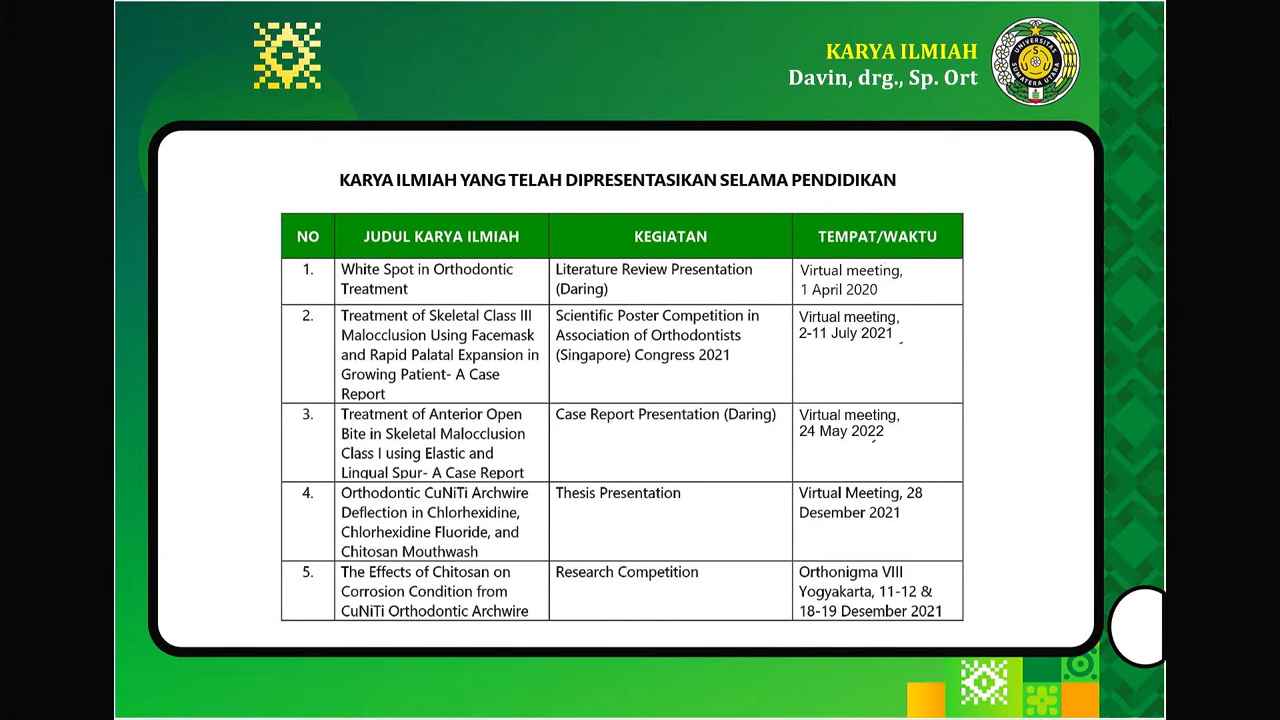 KARYA ILMIAH
Davin, drg., Sp. Ort
UNIVERSITAS
SUMATERA UTARA
KARYA ILMIAH YANG TELAH DIPRESENTASIKAN SELAMA PENDIDIKAN
NO JUDUL KARYA ILMIAH KEGIATAN TEMPAT/WAKTU
1. White Spot in Orthodontic Literature Review Presentation Virtual meeting,
Treatment (Daring) 1 April 2020
2. Treatment of Skeletal Class III Scientific Poster Competition in Virtual meeting,
Malocclusion Using Facemask Association of Orthodontists 2-11 July 2021
and Rapid Palatal Expansion in (Singapore) Congress 2021
Growing Patient- A Case
Report
3. Treatment of Anterior Open Case Report Presentation (Daring) Virtual meeting,
Bite in Skeletal Malocclusion 24 May 2022
Class I using Elastic and
Lingual Spur- A Case Report
4. Orthodontic CuNiTi Archwire Thesis Presentation Virtual Meeting, 28
Deflection in Chlorhexidine, Desember 2021
Chlorhexidine Fluoride, and
Chitosan Mouthwash
5. The Effects of Chitosan on Research Competition Orthonigma VIII
Corrosion Condition from Yogyakarta, 11-12 &
CuNiTi Orthodontic Archwire 18-19 Desember 2021